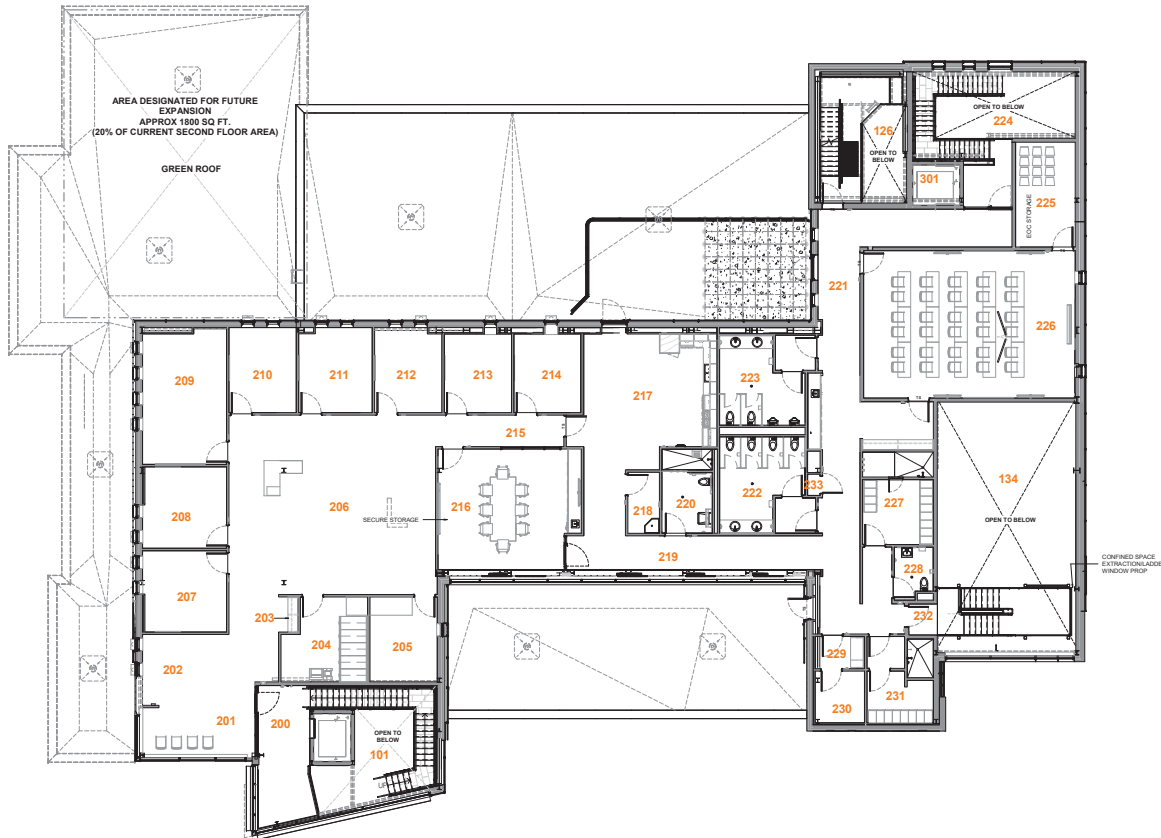 AREA DESIGNATED FOR FUTURE
EXPANSION
APPROX 1800 SQ FT.
(20% OF CURRENT SECOND FLOOR AREA)
GREEN ROOF
126
OPEN TO
BELOW
OPEN TO BELOW
224
301
225
EOC STORAGE
221
226
209
210
211
212
213
214
217
223
215
206
SECURE STORAGE
216
218
220
222
233
208
219
227
134
OPEN TO BELOW
228
CONFINED SPACE
EXTRACTION/LADDE
WINDOW PROP
207
203
204
205
232
202
229
201
200
OPEN TO
BELOW
101
UP
230
231